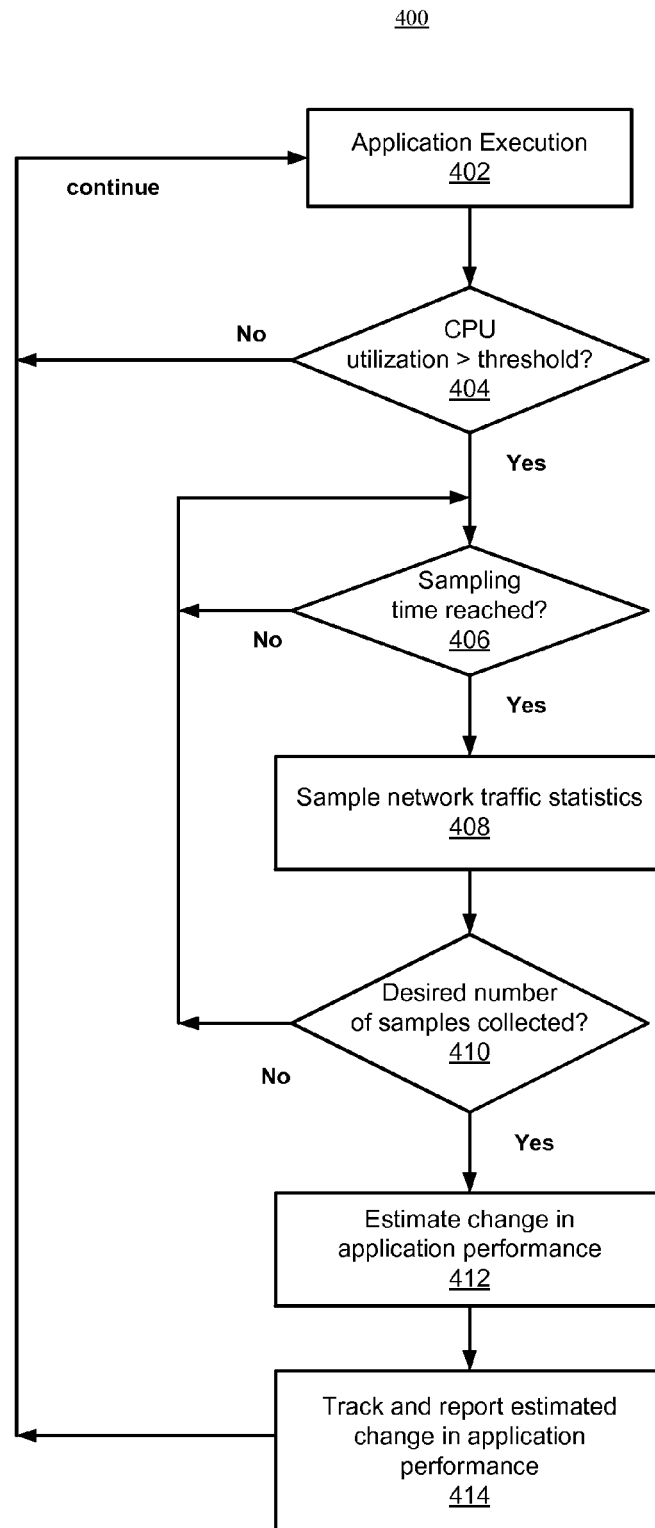 400
Application Execution
402
continue
No
CPU
utilization > threshold?
404
Yes
Sampling
time reached?
406
No
Yes
Sample network traffic statistics
408
Desired number
of samples collected?
410
No
Yes
Estimate change in
application performance
412
Track and report estimated
change in application
performance
414